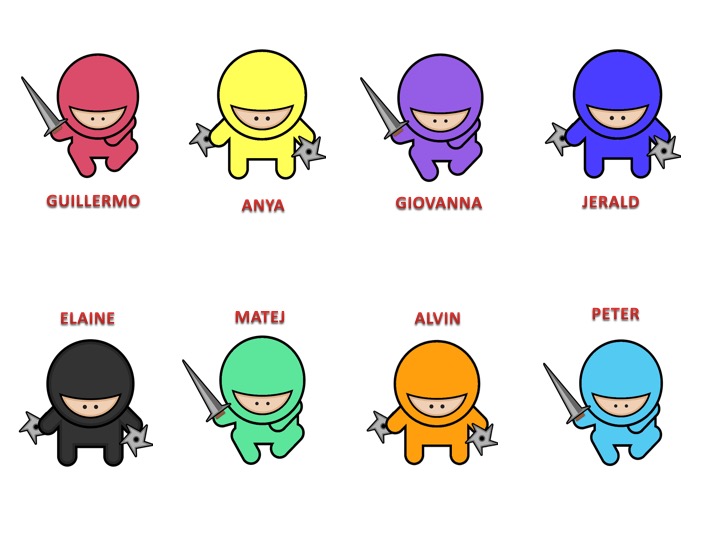 GUILLERMO
ANYA
GIOVANNA
JERALD
ELAINE
MATEJ
ALVIN
PETER